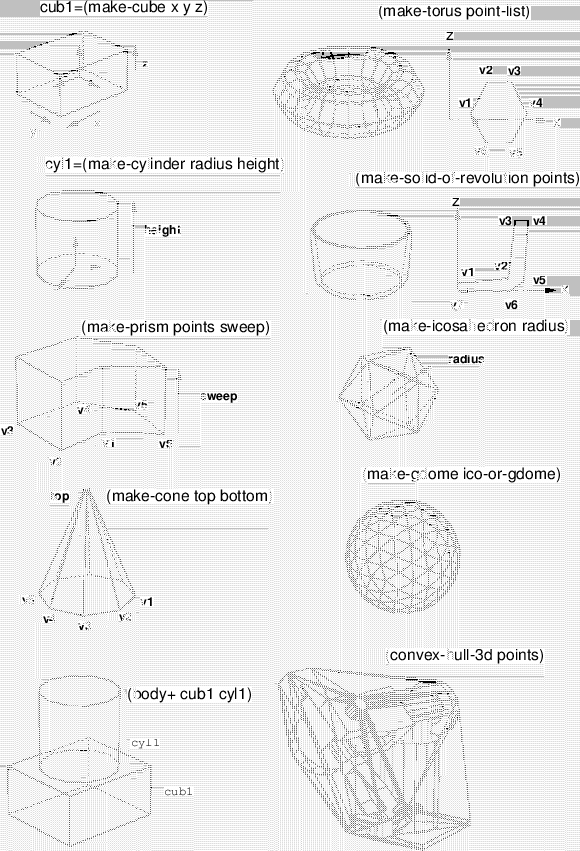 cub1=(make-cube x y z)
(make-torus point-list)
z
y
x
Z
v2 v3
v1 v4
X
v6 v5
cyl1=(make-cylinder radius height)
height
(make-solid-of-revolution points)
Z
v3 v4
v1 v2
v5
X
v6
(make-prism points sweep)
sweep
v3
v2
v1
v5
(make-icosahedron radius)
radius
(make-gdome ico-or-gdome)
top (make-cone top bottom)
v5 v4 v3 v2 v1
(convex-hull-3d points)
(body+ cub1 cyl1)
cyl1
cub1